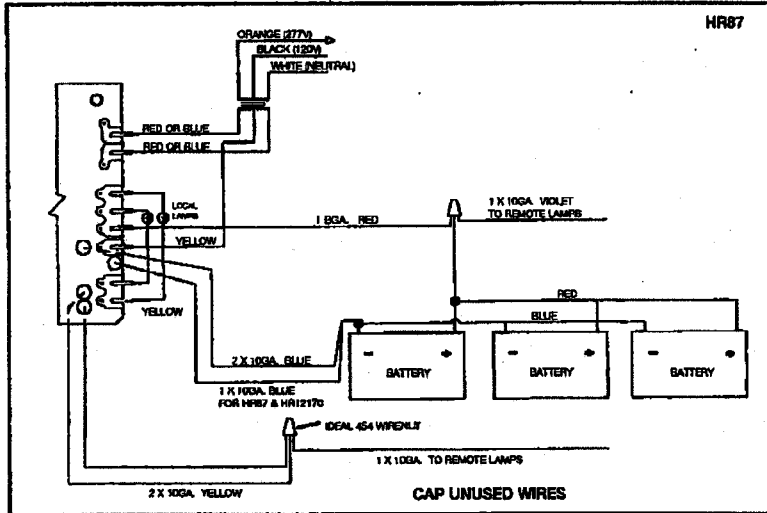 HR87
ORANGE (277V)
BLACK (120V)
WHITE (NEUTRAL)
RED OR BLUE
RED OR BLUE
LOCAL
LAMPS
1 X 10GA. VIOLET
TO REMOTE LAMPS
1 8GA. RED
YELLOW
RED
BLUE
YELLOW
- +
BATTERY
- +
BATTERY
- +
BATTERY
2 X 10GA. BLUE
1 X 10GA. BLUE
FOR HR87 & HR1217C
IDEAL 454 WIRENUT
1 X 10GA. TO REMOTE LAMPS
2 X 10GA. YELLOW
CAP UNUSED WIRES